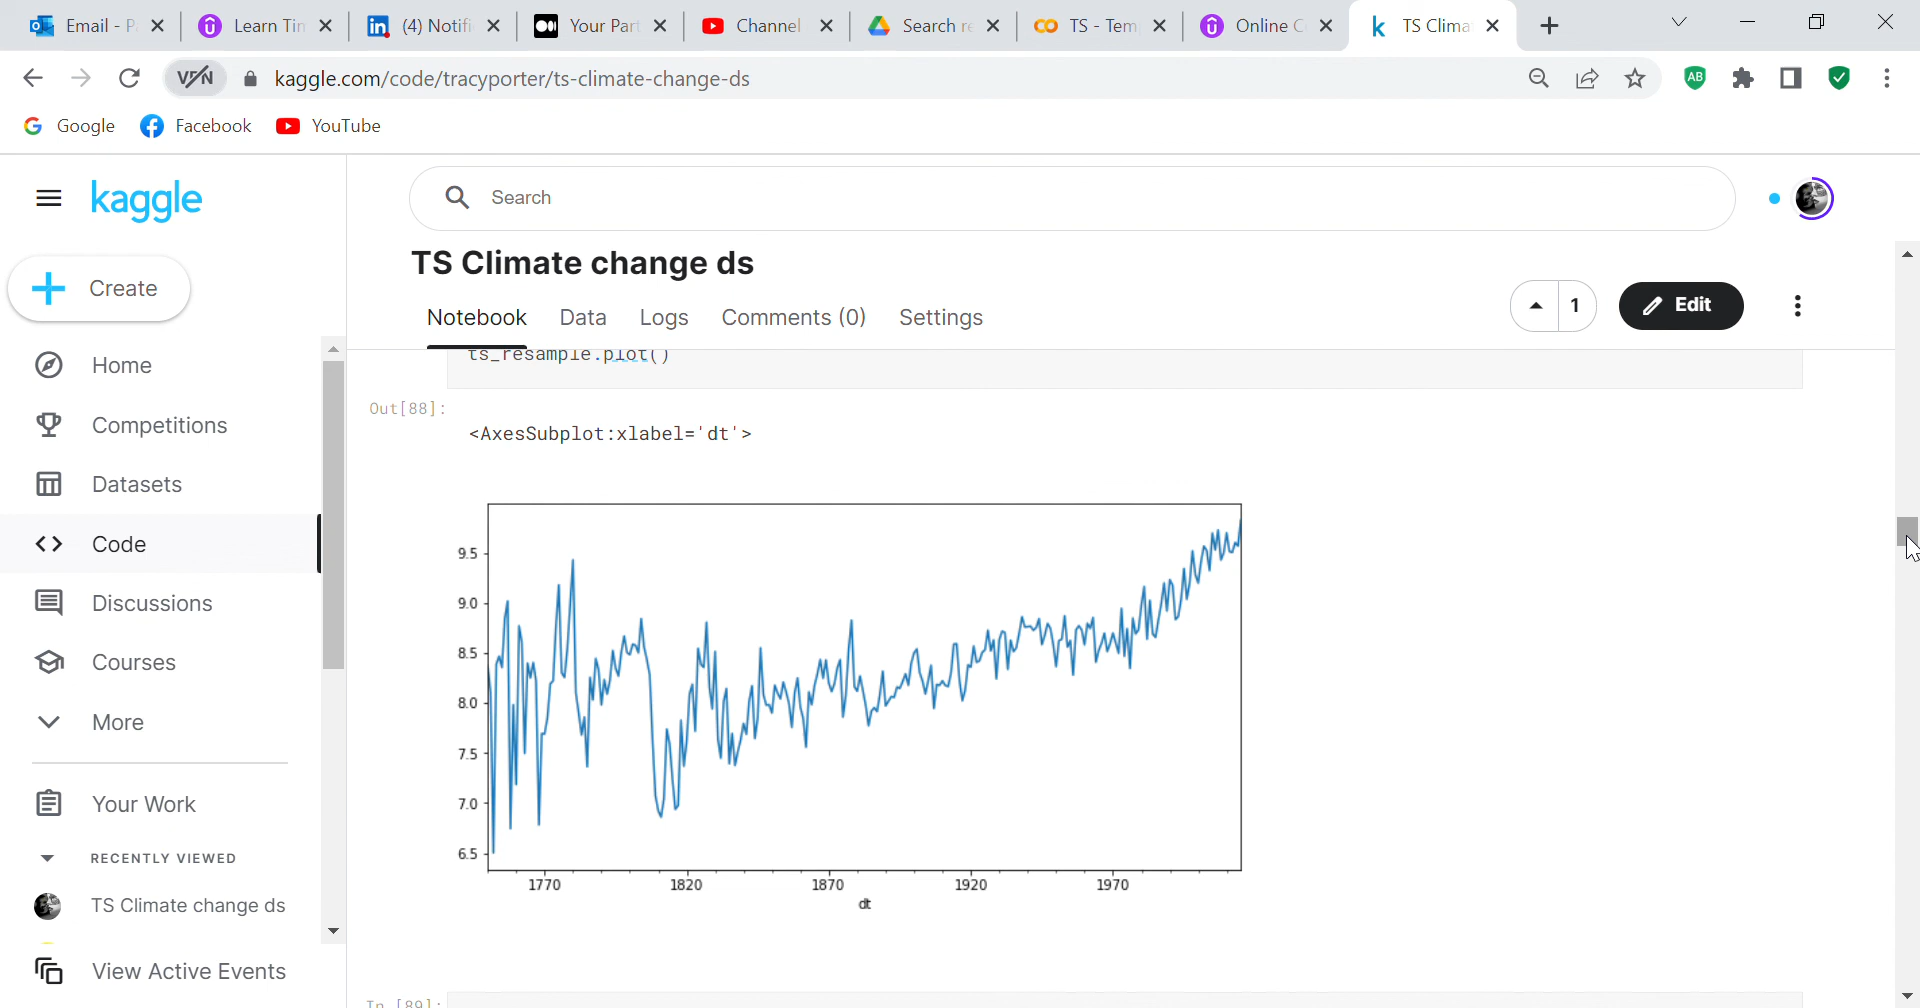 Email - P
Learn Tin
(4) Notifi
Your Part
Channel
Search re
TS - Tem
Online C
TS Clima
VPN
kaggle.com/code/tracyporter/ts-climate-change-ds
AB
Google
Facebook
YouTube
kaggle
Search
Create
TS Climate change ds
Notebook
Data
Logs
Comments (0)
Settings
1
Edit
Home
Competitions
Datasets
Code
Discussions
Courses
More
Your Work
RECENTLY VIEWED
TS Climate change ds
View Active Events
ts_resample.plot()
Out[88]:
<AxesSubplot:xlabel='dt'>
9.5
9.0
8.5
8.0
7.5
7.0
6.5
1770 1820 1870 1920 1970
dt
In [89]: